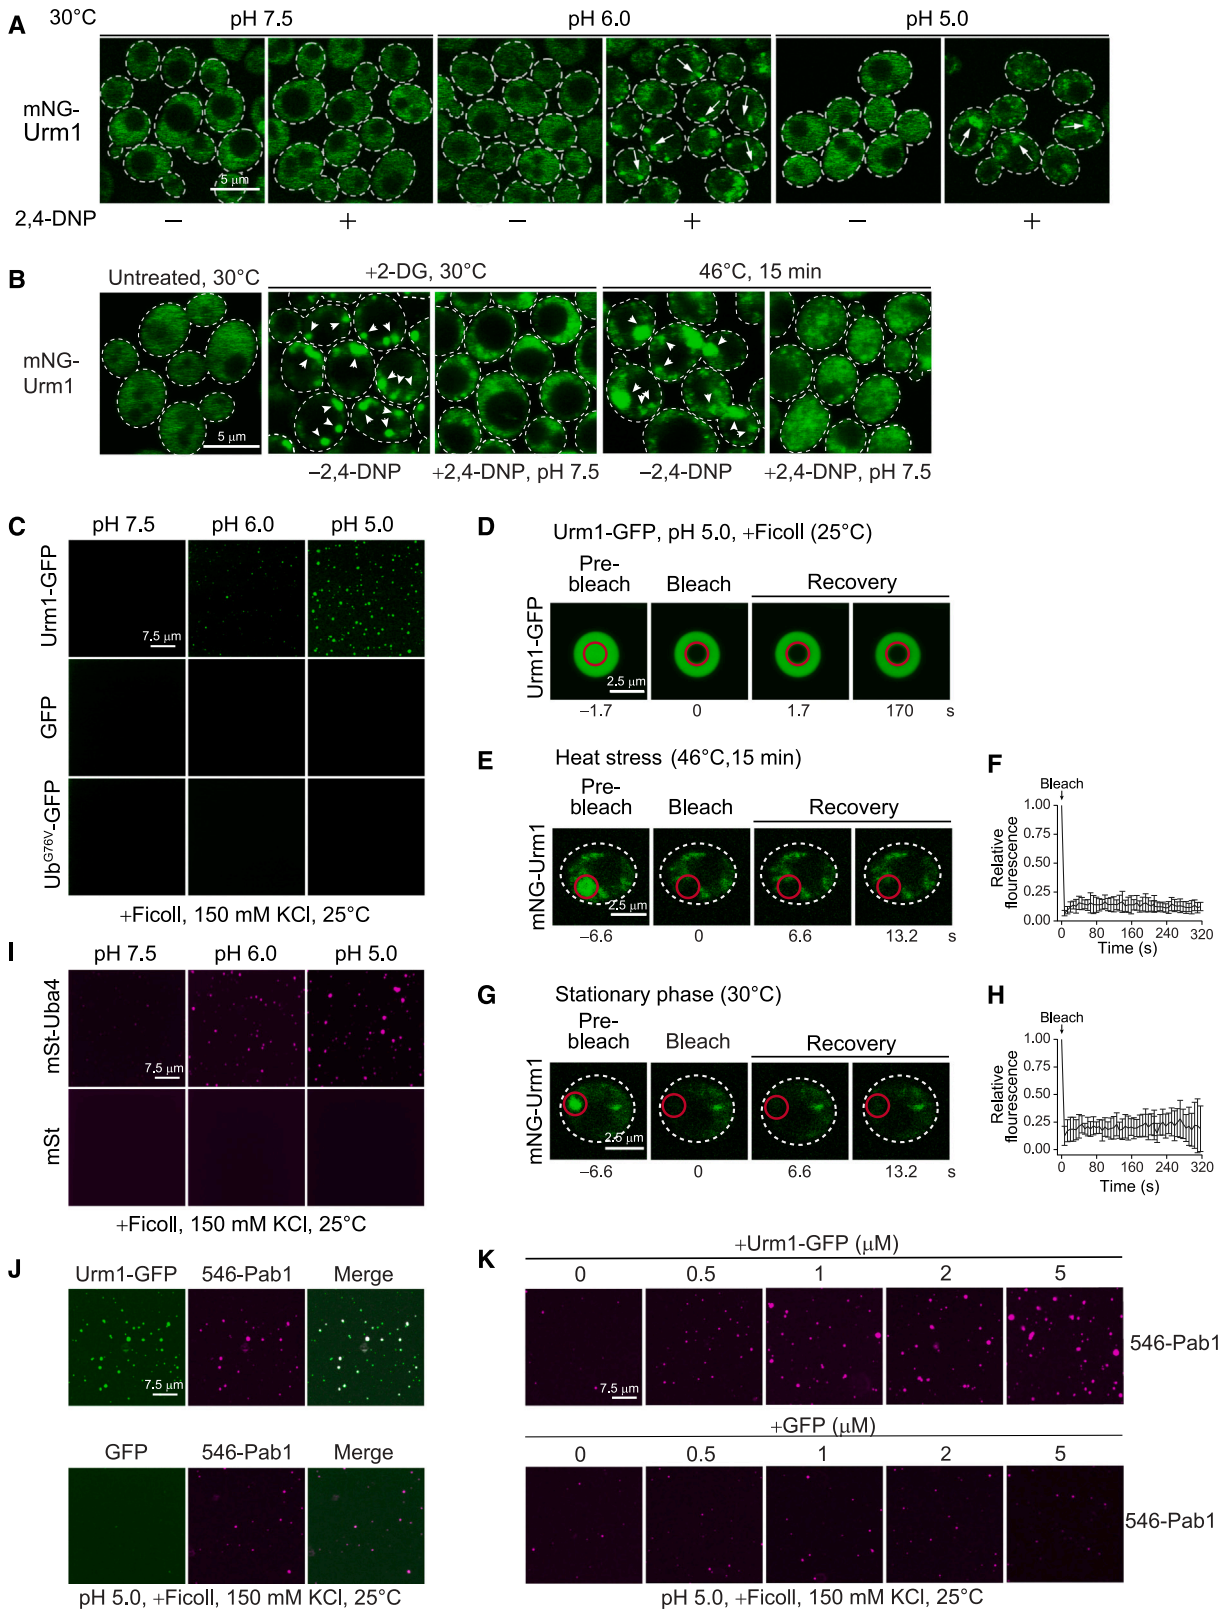 A
30°C
pH 7.5
pH 6.0
pH 5.0
mNG-
Urm1
5 μm
2,4-DNP
− + − + − +
B
Untreated, 30°C
+2-DG, 30°C
46°C, 15 min
mNG-
Urm1
5 μm
−2,4-DNP
+2,4-DNP, pH 7.5
−2,4-DNP
+2,4-DNP, pH 7.5
C
pH 7.5
pH 6.0
pH 5.0
Urm1-GFP
7.5 μm
GFP
UbG76V-GFP
+Ficoll, 150 mM KCl, 25°C
D
Urm1-GFP, pH 5.0, +Ficoll (25°C)
Pre-
bleach
Bleach
Recovery
Urm1-GFP
2.5 μm
−1.7 0 1.7 170 s
E
Heat stress (46°C,15 min)
Pre-
bleach
Bleach
Recovery
mNG-Urm1
2.5 μm
−6.6 0 6.6 13.2 s
F
Bleach
1.00
0.75
0.50
0.25
0.00
Relative
flourescence
0 80 160 240 320
Time (s)
G
Stationary phase (30°C)
Pre-
bleach
Bleach
Recovery
mNG-Urm1
2.5 μm
−6.6 0 6.6 13.2 s
H
Bleach
1.00
0.75
0.50
0.25
0.00
Relative
flourescence
0 80 160 240 320
Time (s)
I
pH 7.5
pH 6.0
pH 5.0
mSt-Uba4
7.5 μm
mSt
+Ficoll, 150 mM KCl, 25°C
J
Urm1-GFP
546-Pab1
Merge
7.5 μm
GFP
546-Pab1
Merge
pH 5.0, +Ficoll, 150 mM KCl, 25°C
K
+Urm1-GFP (μM)
0 0.5 1 2 5
7.5 μm
546-Pab1
+GFP (μM)
0 0.5 1 2 5
546-Pab1
pH 5.0, +Ficoll, 150 mM KCl, 25°C